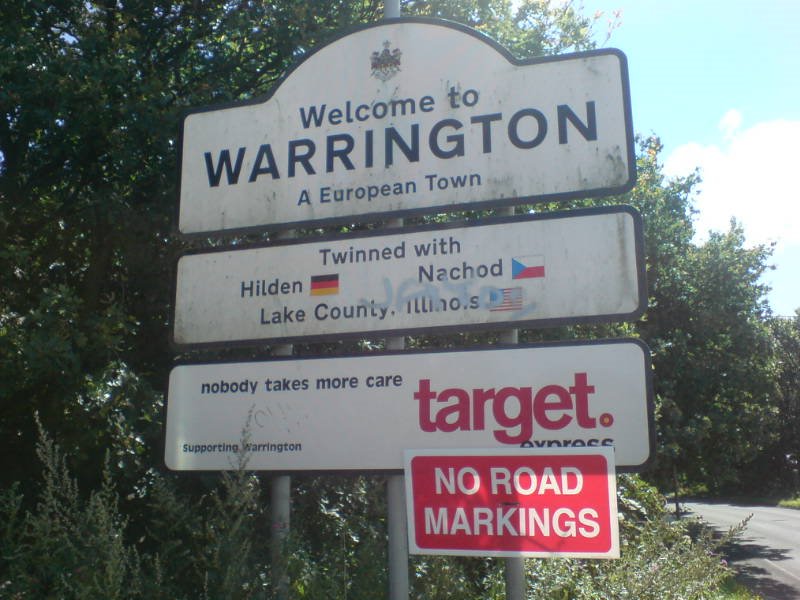 Welcome to
WARRINGTON
A European Town
Twinned with
Hilden Nachod
Lake County, Illinois
nobody takes more care
target.
express
Supporting Warrington
NO ROAD
MARKINGS